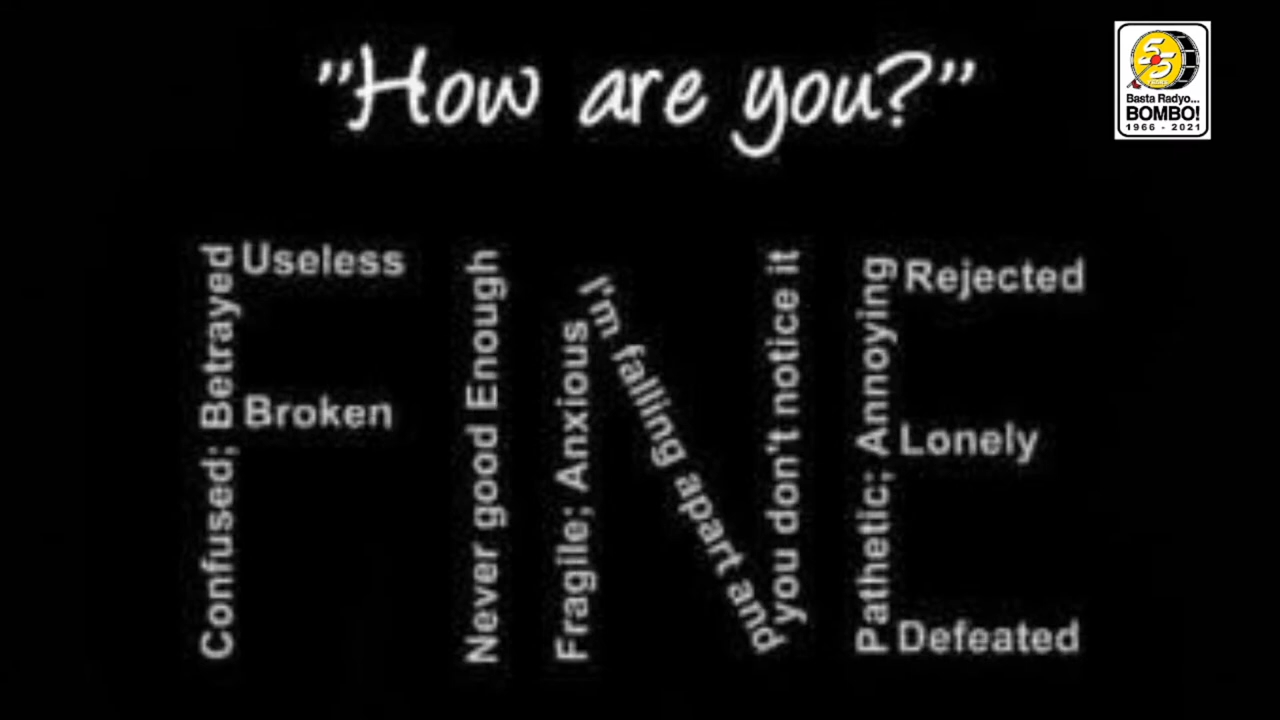 "How are you?"
55
Basta Radyo...
BOMBO!
1966 - 2021
Confused; Betrayed
Useless
Broken
Never good Enough
Fragile; Anxious
I'm falling apart and
you don't notice it
Pathetic; Annoying
Rejected
Lonely
Defeated